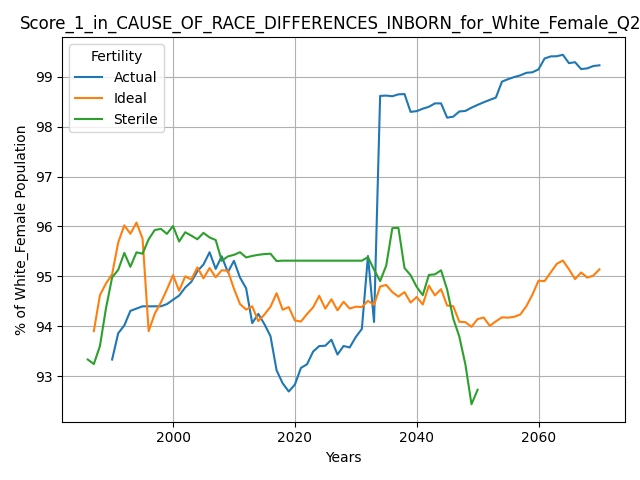 Score_1_in_CAUSE_OF_RACE_DIFFERENCES_INBORN_for_White_Female_Q2
Fertility
Actual
Ideal
Sterile
% of White_Female Population
99
98
97
96
95
94
93
2000 2020 2040 2060
Years